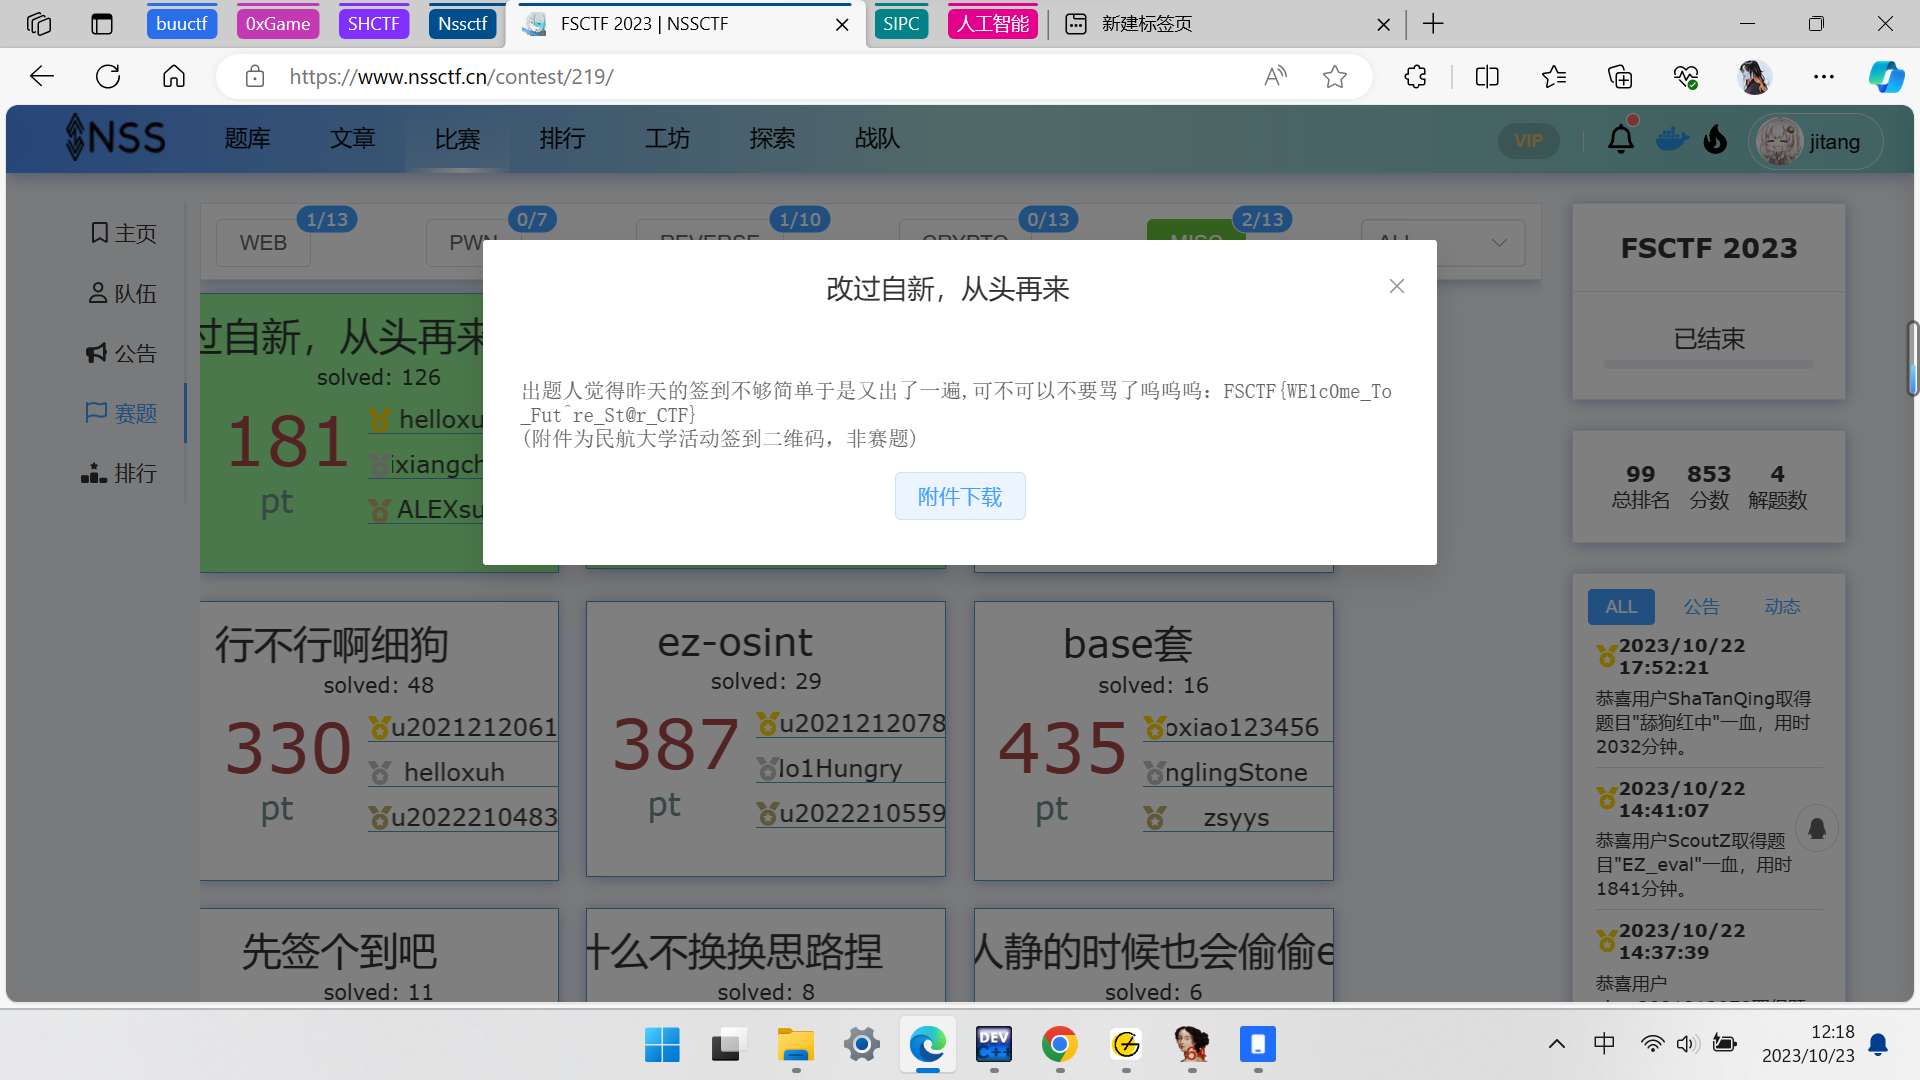 buuctf
0xGame
SHCTF
Nssctf
FSCTF 2023 | NSSCTF
SIPC
人工智能
新建标签页
https://www.nssctf.cn/contest/219/
NSS
题库
文章
比赛
排行
工坊
探索
战队
VIP
jitang
主页
队伍
公告
赛题
排行
WEB
1/13
PWN
0/7
REVERSE
1/10
CRYPTO
0/13
MISC
2/13
ALL
改过自新，从头再来
出题人觉得昨天的签到不够简单于是又出了一遍,可不可以不要骂了呜呜呜：FSCTF{WElcOme_To
_Fut^re_St@r_CTF}
(附件为民航大学活动签到二维码，非赛题)
附件下载
过自新，从头再来
solved: 126
181
pt
helloxu
ixiangch
ALEXsu
行不行啊细狗
solved: 48
330
pt
u2021212061
helloxuh
u2022210483
ez-osint
solved: 29
387
pt
u2021212078
lo1Hungry
u2022210559
base套
solved: 16
435
pt
oxiao123456
nglingStone
zsyys
先签个到吧
solved: 11
什么不换换思路捏
solved: 8
人静的时候也会偷偷e
solved: 6
FSCTF 2023
已结束
99 853 4
总排名 分数 解题数
ALL 公告 动态
2023/10/22
17:52:21
恭喜用户ShaTanQing取得
题目"舔狗红中"一血，用时
2032分钟。
2023/10/22
14:41:07
恭喜用户ScoutZ取得题
目"EZ_eval"一血，用时
1841分钟。
2023/10/22
14:37:39
恭喜用户
DEV
C++
64
中
12:18
2023/10/23